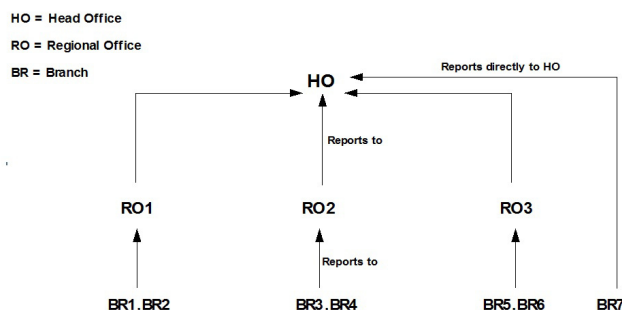 HO = Head Office
RO = Regional Office
BR = Branch
Reports directly to HO
HO
Reports to
RO1
RO2
RO3
Reports to
BR1,BR2
BR3,BR4
BR5,BR6
BR7